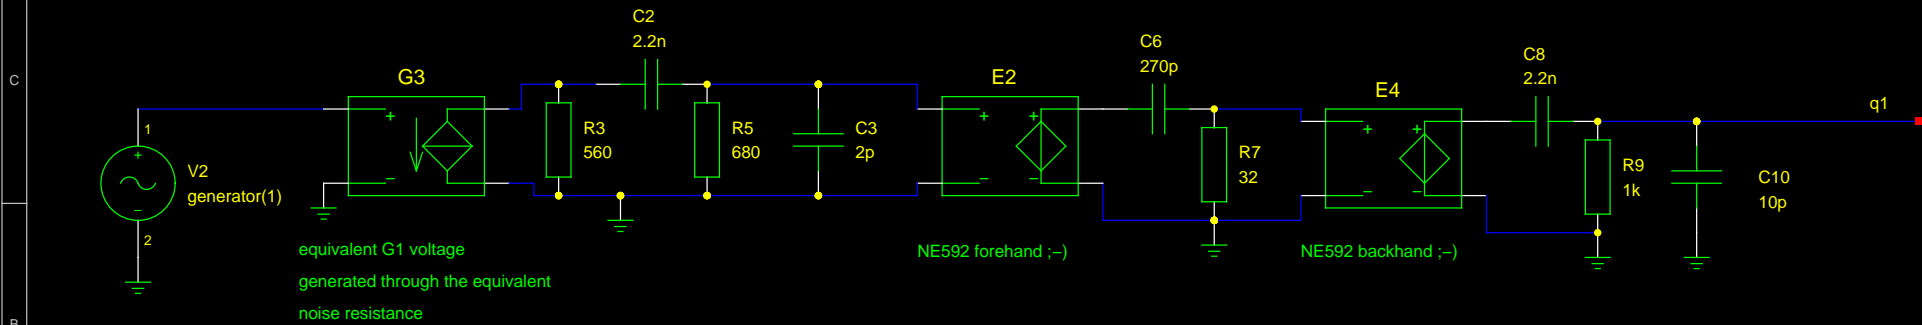 C
B
V2
generator(1)
1
+
−
2
G3
+
−
equivalent G1 voltage
generated through the equivalent
noise resistance
R3
560
C2
2.2n
R5
680
C3
2p
E2
+
+
−
−
NE592 forehand ;−)
C6
270p
R7
32
E4
+
+
−
−
NE592 backhand ;−)
C8
2.2n
R9
1k
C10
10p
q1